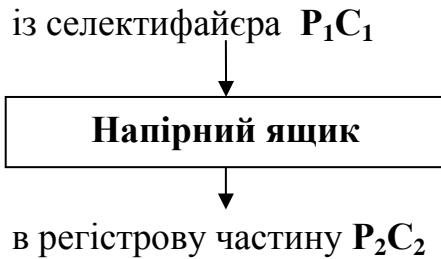 із селектифайєра P₁C₁
Напірний ящик
в регістрову частину P₂C₂